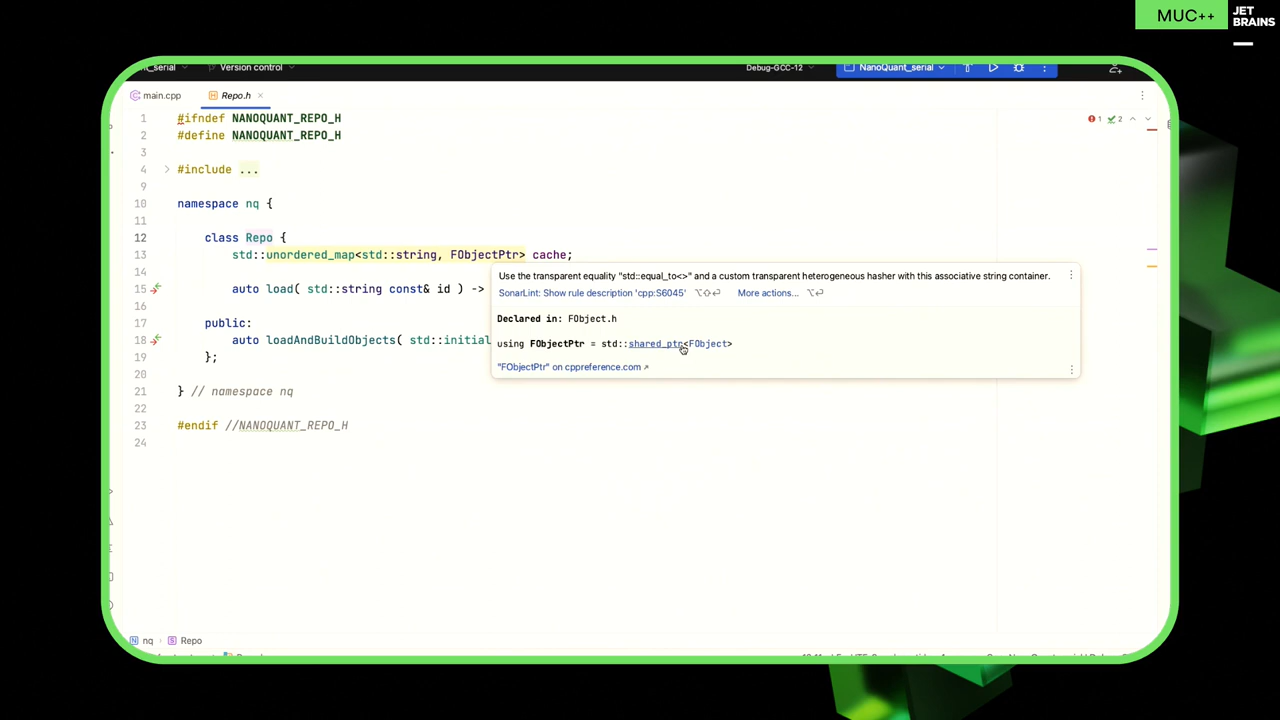 MUC++
JET
BRAINS
_serial
Version control
Debug-GCC-12
NanoQuant_serial
main.cpp
Repo.h
1 #ifndef NANOQUANT_REPO_H
2 #define NANOQUANT_REPO_H
3
4 #include ...
9
10 namespace nq {
11
12 class Repo {
13 std::unordered_map<std::string, FObjectPtr> cache;
14
15 auto load( std::string const& id ) ->
16
17 public:
18 auto loadAndBuildObjects( std::initial
19 };
20
21 } // namespace nq
22
23 #endif //NANOQUANT_REPO_H
24
1 2
Use the transparent equality "std::equal_to<>" and a custom transparent heterogeneous hasher with this associative string container.
SonarLint: Show rule description 'cpp:S6045' ⌥⇧⏎ More actions... ⌥⏎
Declared in: FObject.h
using FObjectPtr = std::shared_ptr<FObject>
"FObjectPtr" on cppreference.com ↗
nq › Repo